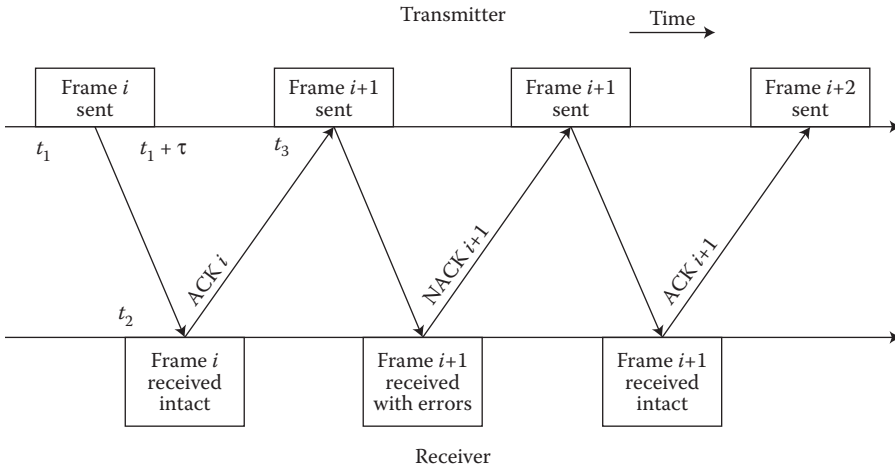 Transmitter
Time
Frame i
sent
Frame i+1
sent
Frame i+1
sent
Frame i+2
sent
t1
t1 + τ
t3
ACK i
NACK i+1
ACK i+1
t2
Frame i
received
intact
Frame i+1
received
with errors
Frame i+1
received
intact
Receiver